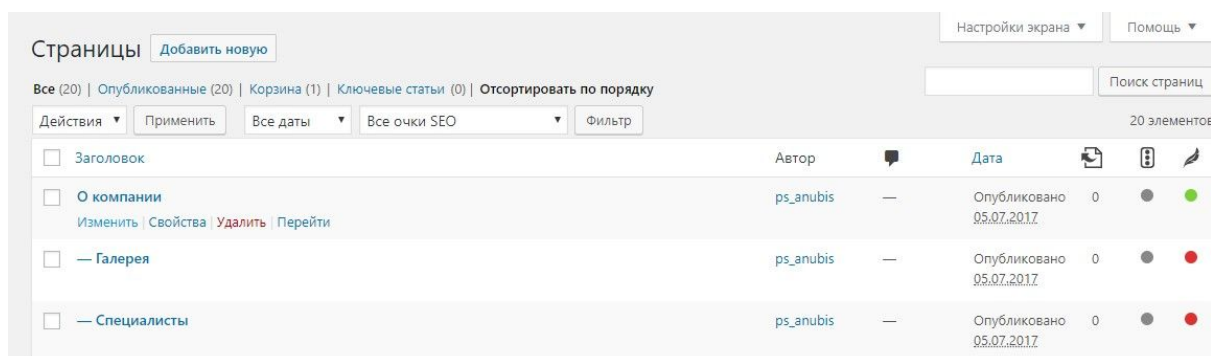 Настройки экрана ▼ Помощь ▼
Страницы Добавить новую
Все (20) | Опубликованные (20) | Корзина (1) | Ключевые статьи (0) | Отсортировать по порядку
Поиск страниц
Действия ▼ Применить Все даты ▼ Все очки SEO ▼ Фильтр 20 элементов
Заголовок Автор Дата
О компании ps_anubis — Опубликовано 0
Изменить | Свойства | Удалить | Перейти 05.07.2017
— Галерея ps_anubis — Опубликовано 0
05.07.2017
— Специалисты ps_anubis — Опубликовано 0
05.07.2017